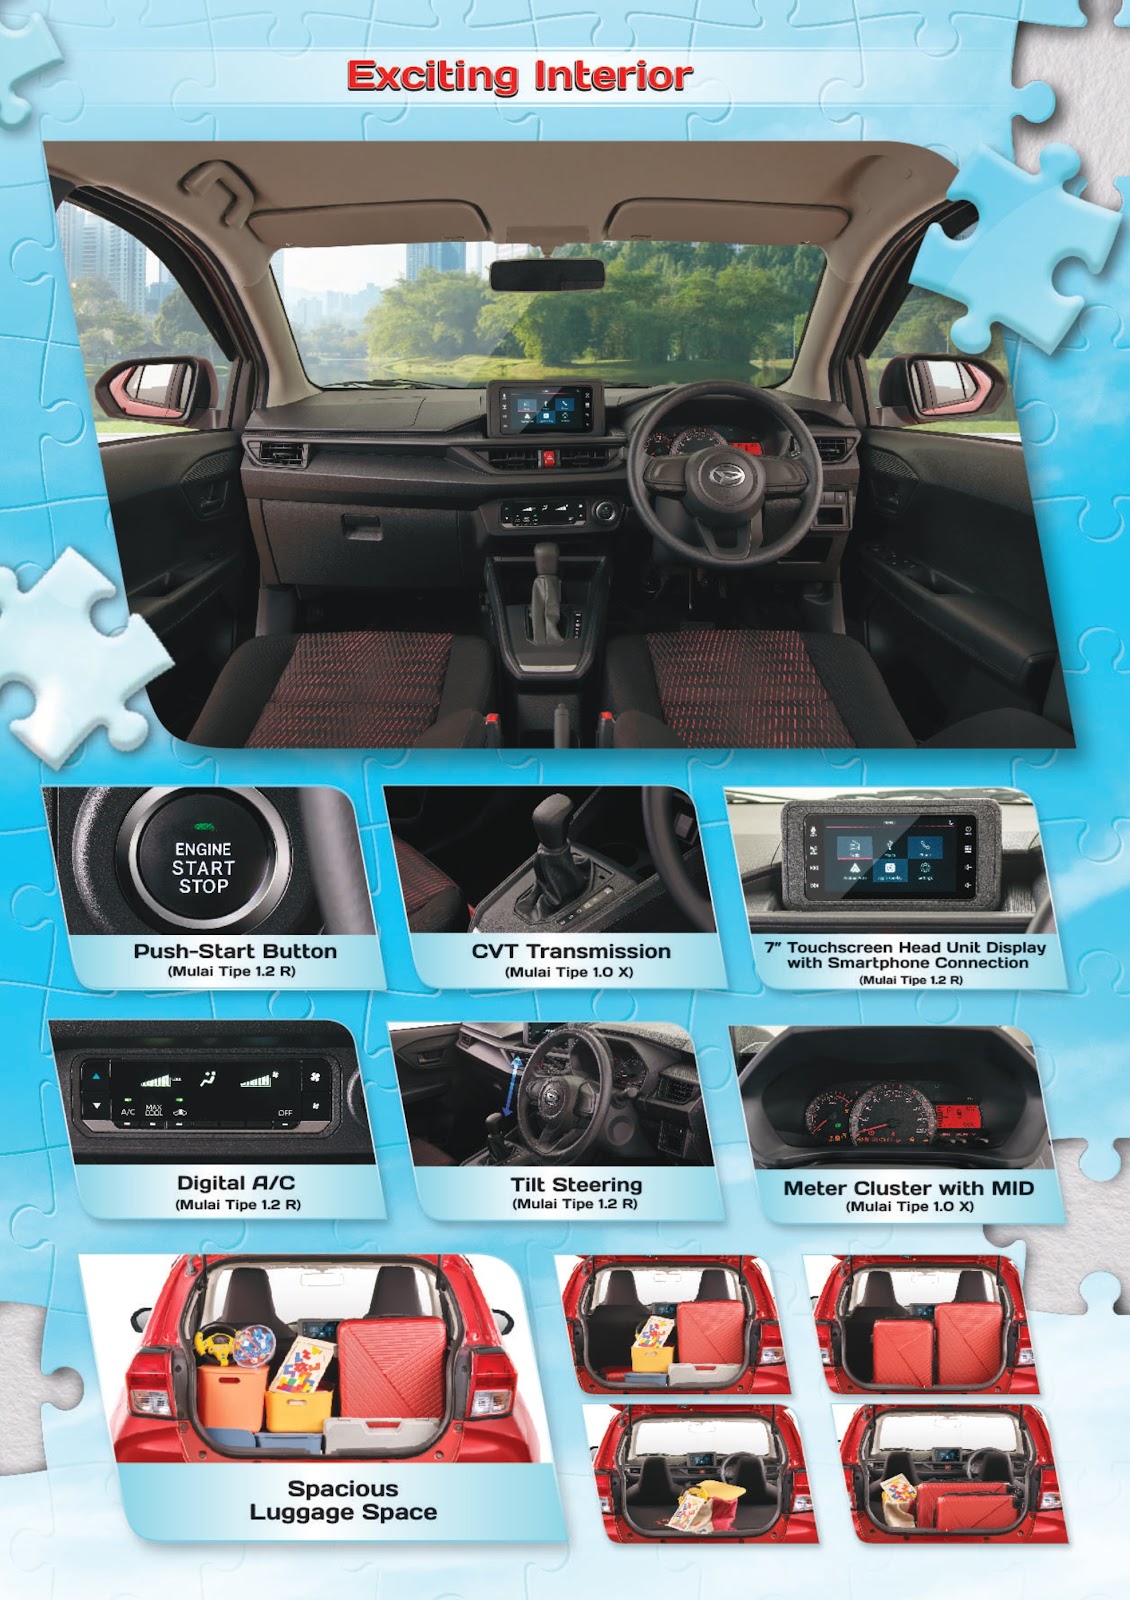 Exciting Interior
ENGINE
START
STOP
Push-Start Button
(Mulai Tipe 1.2 R)
CVT Transmission
(Mulai Tipe 1.0 X)
7" Touchscreen Head Unit Display
with Smartphone Connection
(Mulai Tipe 1.2 R)
A/C
MAX
COOL
OFF
Digital A/C
(Mulai Tipe 1.2 R)
Tilt Steering
(Mulai Tipe 1.2 R)
Meter Cluster with MID
(Mulai Tipe 1.0 X)
Spacious
Luggage Space